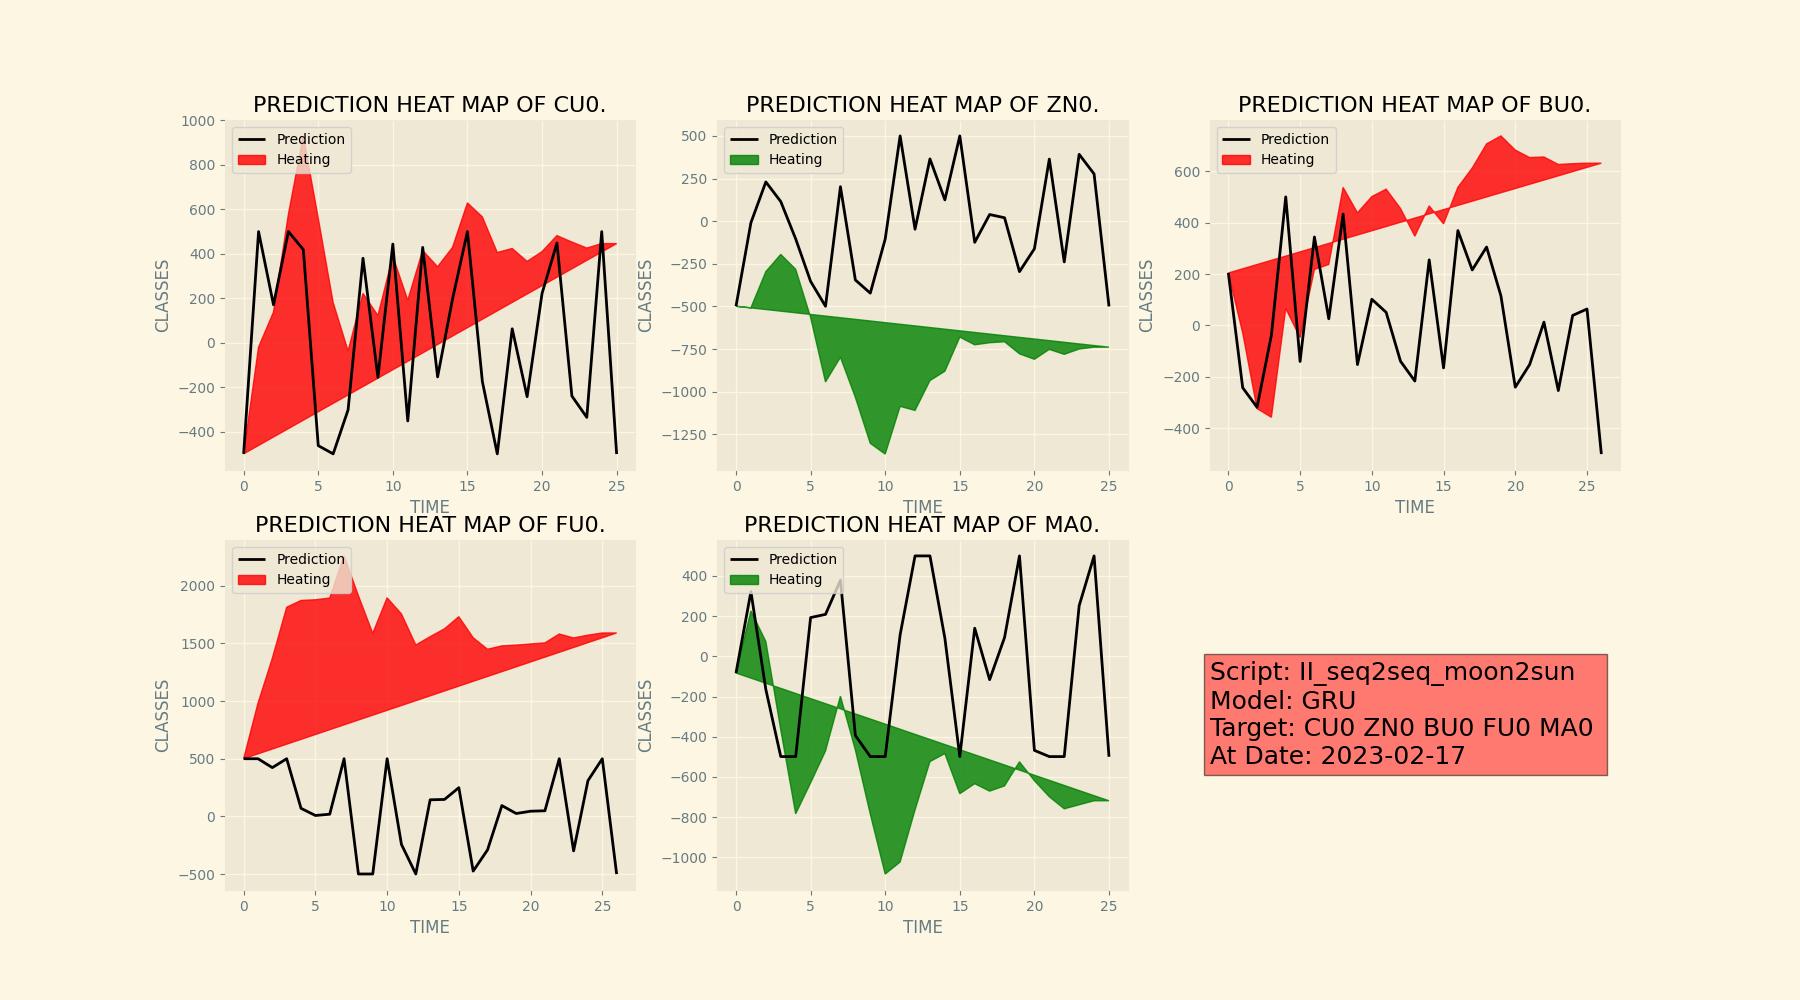 PREDICTION HEAT MAP OF CU0.
Prediction
Heating
1000
800
600
400
200
0
−200
−400
CLASSES
0 5 10 15 20 25
TIME
PREDICTION HEAT MAP OF ZN0.
Prediction
Heating
500
250
0
−250
−500
−750
−1000
−1250
CLASSES
0 5 10 15 20 25
TIME
PREDICTION HEAT MAP OF BU0.
Prediction
Heating
600
400
200
0
−200
−400
CLASSES
0 5 10 15 20 25
TIME
PREDICTION HEAT MAP OF FU0.
Prediction
Heating
2000
1500
1000
500
0
−500
CLASSES
0 5 10 15 20 25
TIME
PREDICTION HEAT MAP OF MA0.
Prediction
Heating
400
200
0
−200
−400
−600
−800
−1000
CLASSES
0 5 10 15 20 25
TIME
Script: II_seq2seq_moon2sun
Model: GRU
Target: CU0 ZN0 BU0 FU0 MA0
At Date: 2023-02-17